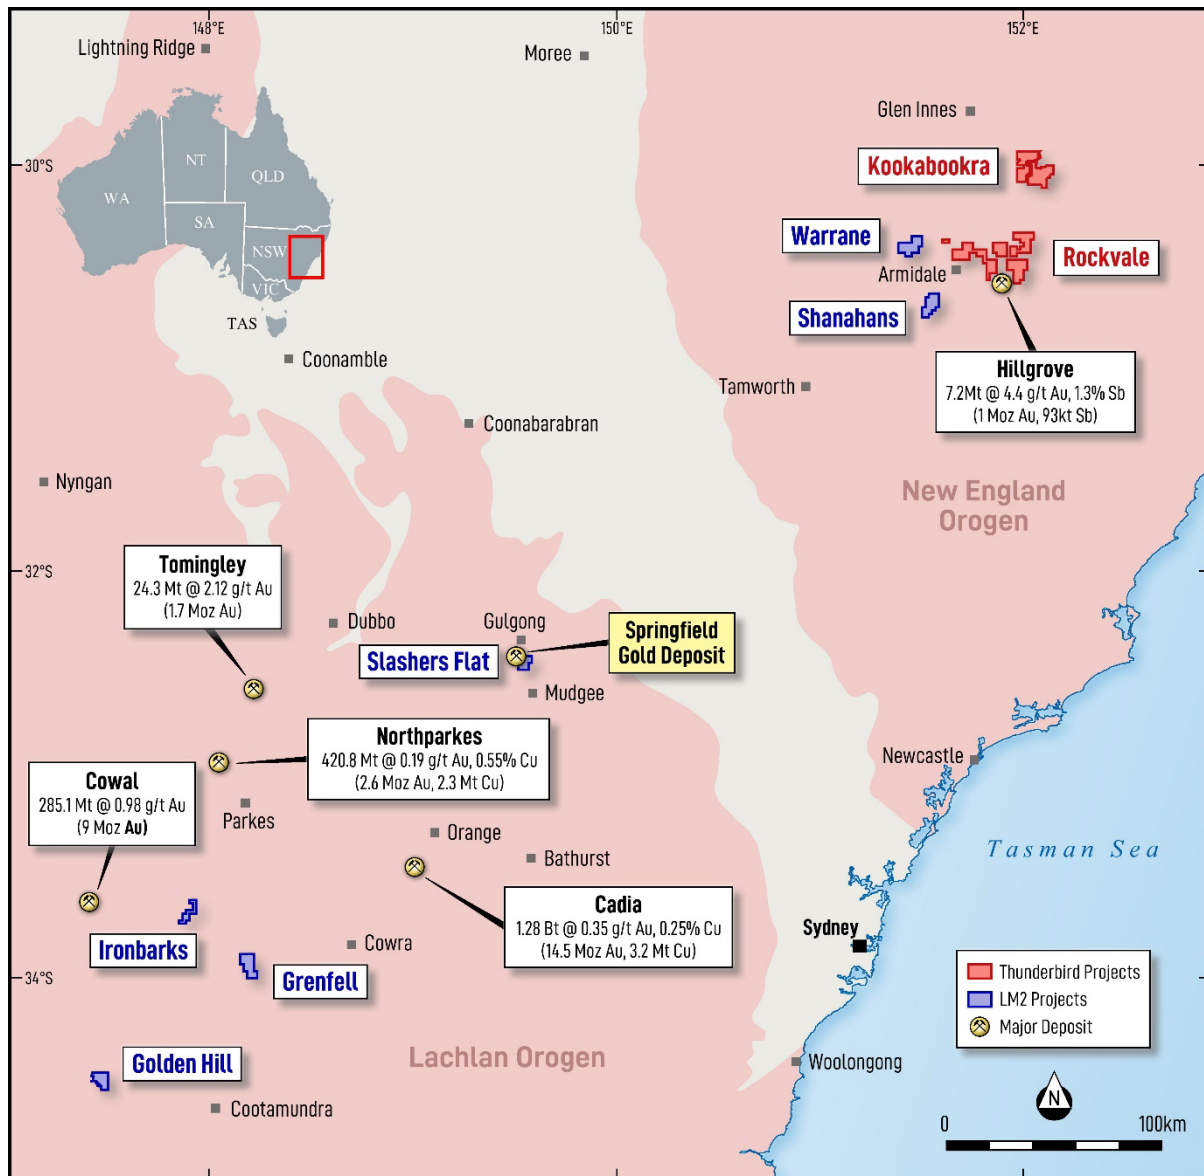 148°E
150°E
152°E
Lightning Ridge
Moree
Glen Innes
30°S
Kookabookra
WA
NT
QLD
SA
NSW
VIC
TAS
Warrane
Armidale
Rockvale
Shanahans
Coonamble
Tamworth
Hillgrove
7.2Mt @ 4.4 g/t Au, 1.3% Sb
(1 Moz Au, 93kt Sb)
Coonabarabran
Nyngan
New England
Orogen
Tomingley
24.3 Mt @ 2.12 g/t Au
(1.7 Moz Au)
32°S
Dubbo
Gulgong
Springfield
Gold Deposit
Slashers Flat
Mudgee
Northparkes
420.8 Mt @ 0.19 g/t Au, 0.55% Cu
(2.6 Moz Au, 2.3 Mt Cu)
Newcastle
Cowal
285.1 Mt @ 0.98 g/t Au
(9 Moz Au)
Parkes
Orange
Bathurst
Tasman Sea
Cadia
1.28 Bt @ 0.35 g/t Au, 0.25% Cu
(14.5 Moz Au, 3.2 Mt Cu)
Sydney
Ironbarks
Cowra
Grenfell
34°S
Thunderbird Projects
LM2 Projects
Major Deposit
Golden Hill
Lachlan Orogen
Woolongong
Cootamundra
N
0
100km